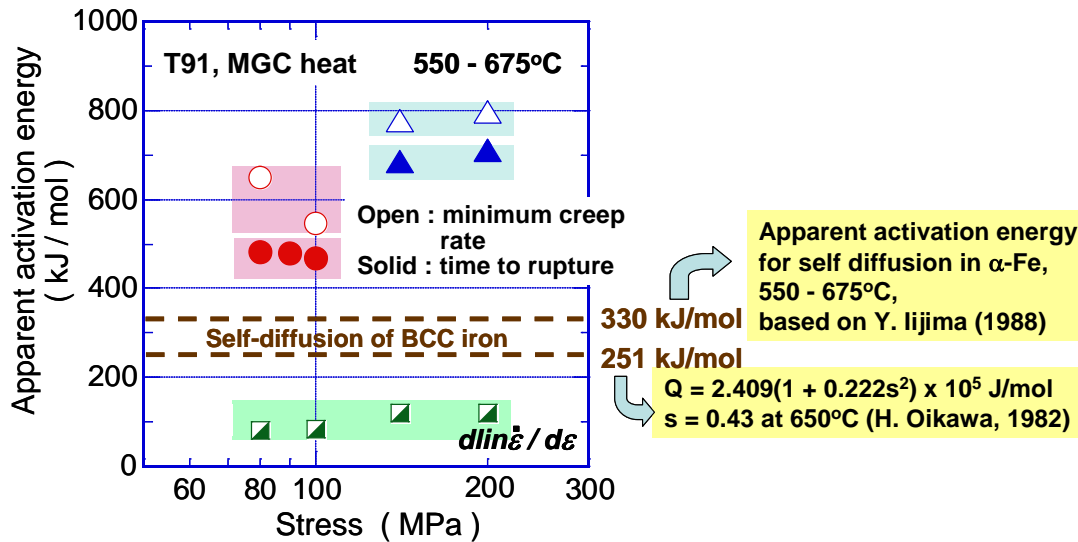 1000
800
600
400
200
0
Apparent activation energy
( kJ / mol )
T91, MGC heat 550 - 675°C
Open : minimum creep
rate
Solid : time to rupture
Self-diffusion of BCC iron
dlinε̇ / dε
60 80 100 200 300
Stress ( MPa )
330 kJ/mol
251 kJ/mol
Apparent activation energy
for self diffusion in α-Fe,
550 - 675°C,
based on Y. Iijima (1988)
Q = 2.409(1 + 0.222s²) x 10⁵ J/mol
s = 0.43 at 650°C (H. Oikawa, 1982)